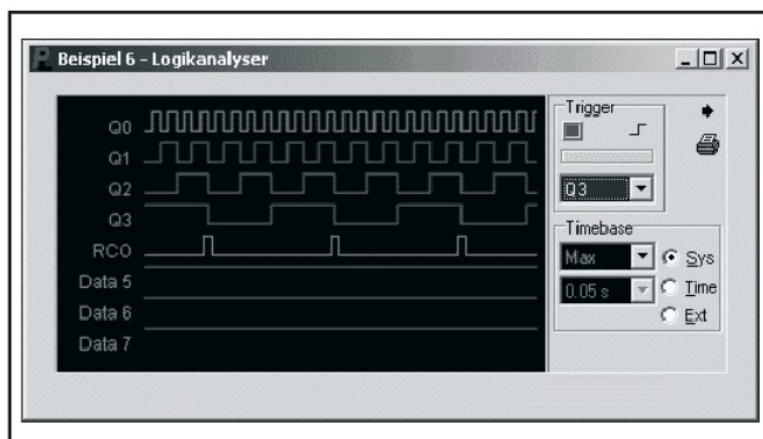 Beispiel 6 - Logikanalyser
Q0
Q1
Q2
Q3
RCO
Data 5
Data 6
Data 7
Trigger
Q3
Timebase
Max
Sys
0.05 s
Time
Ext